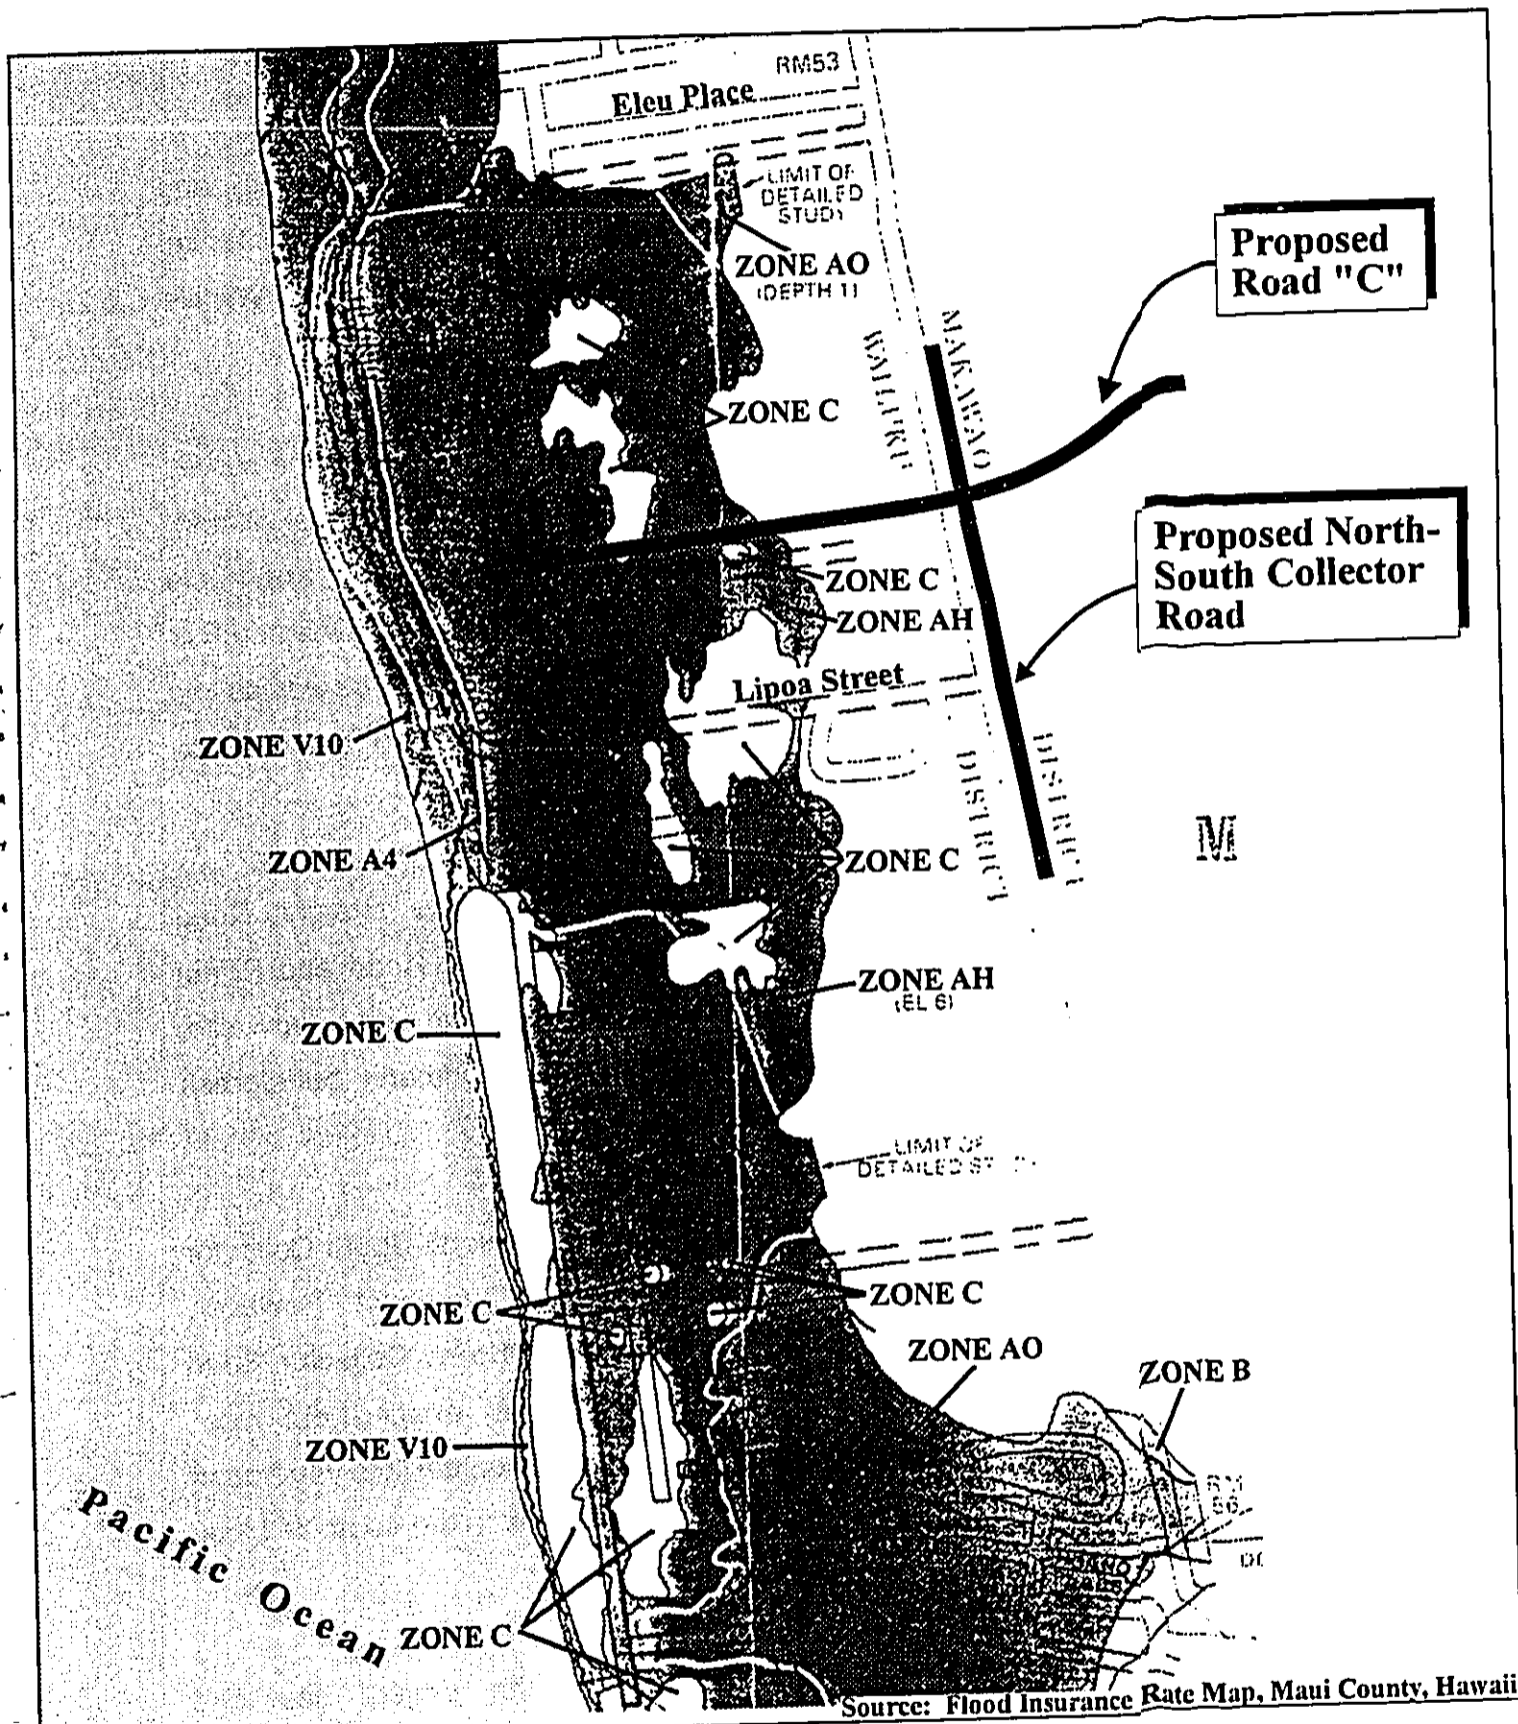 RM53
Eleu Place
LIMIT OF
DETAILED
STUDY
ZONE AO
(DEPTH 1)
Proposed
Road "C"
MAKAWAO
WAILUKU
ZONE C
Proposed North-
South Collector
Road
ZONE C
ZONE AH
Lipoa Street
ZONE V10
DISTRICT
DISTRICT
ZONE A4
ZONE C
M
ZONE AH
(EL 6)
ZONE C
LIMIT OF
DETAILED
ZONE C
ZONE C
ZONE AO
ZONE B
ZONE V10
RM
Pacific Ocean
ZONE C
Source: Flood Insurance Rate Map, Maui County, Hawaii